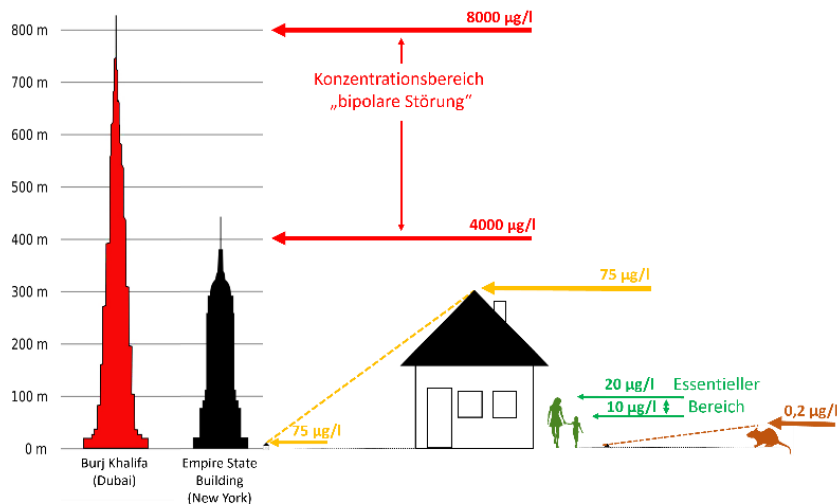 8000 µg/l
800 m
Konzentrationsbereich
„bipolare Störung“
700 m
600 m
500 m
4000 µg/l
400 m
75 µg/l
300 m
200 m
20 µg/l
Essentieller
10 µg/l
Bereich
0,2 µg/l
100 m
75 µg/l
0 m
Burj Khalifa
(Dubai)
Empire State
Building
(New York)